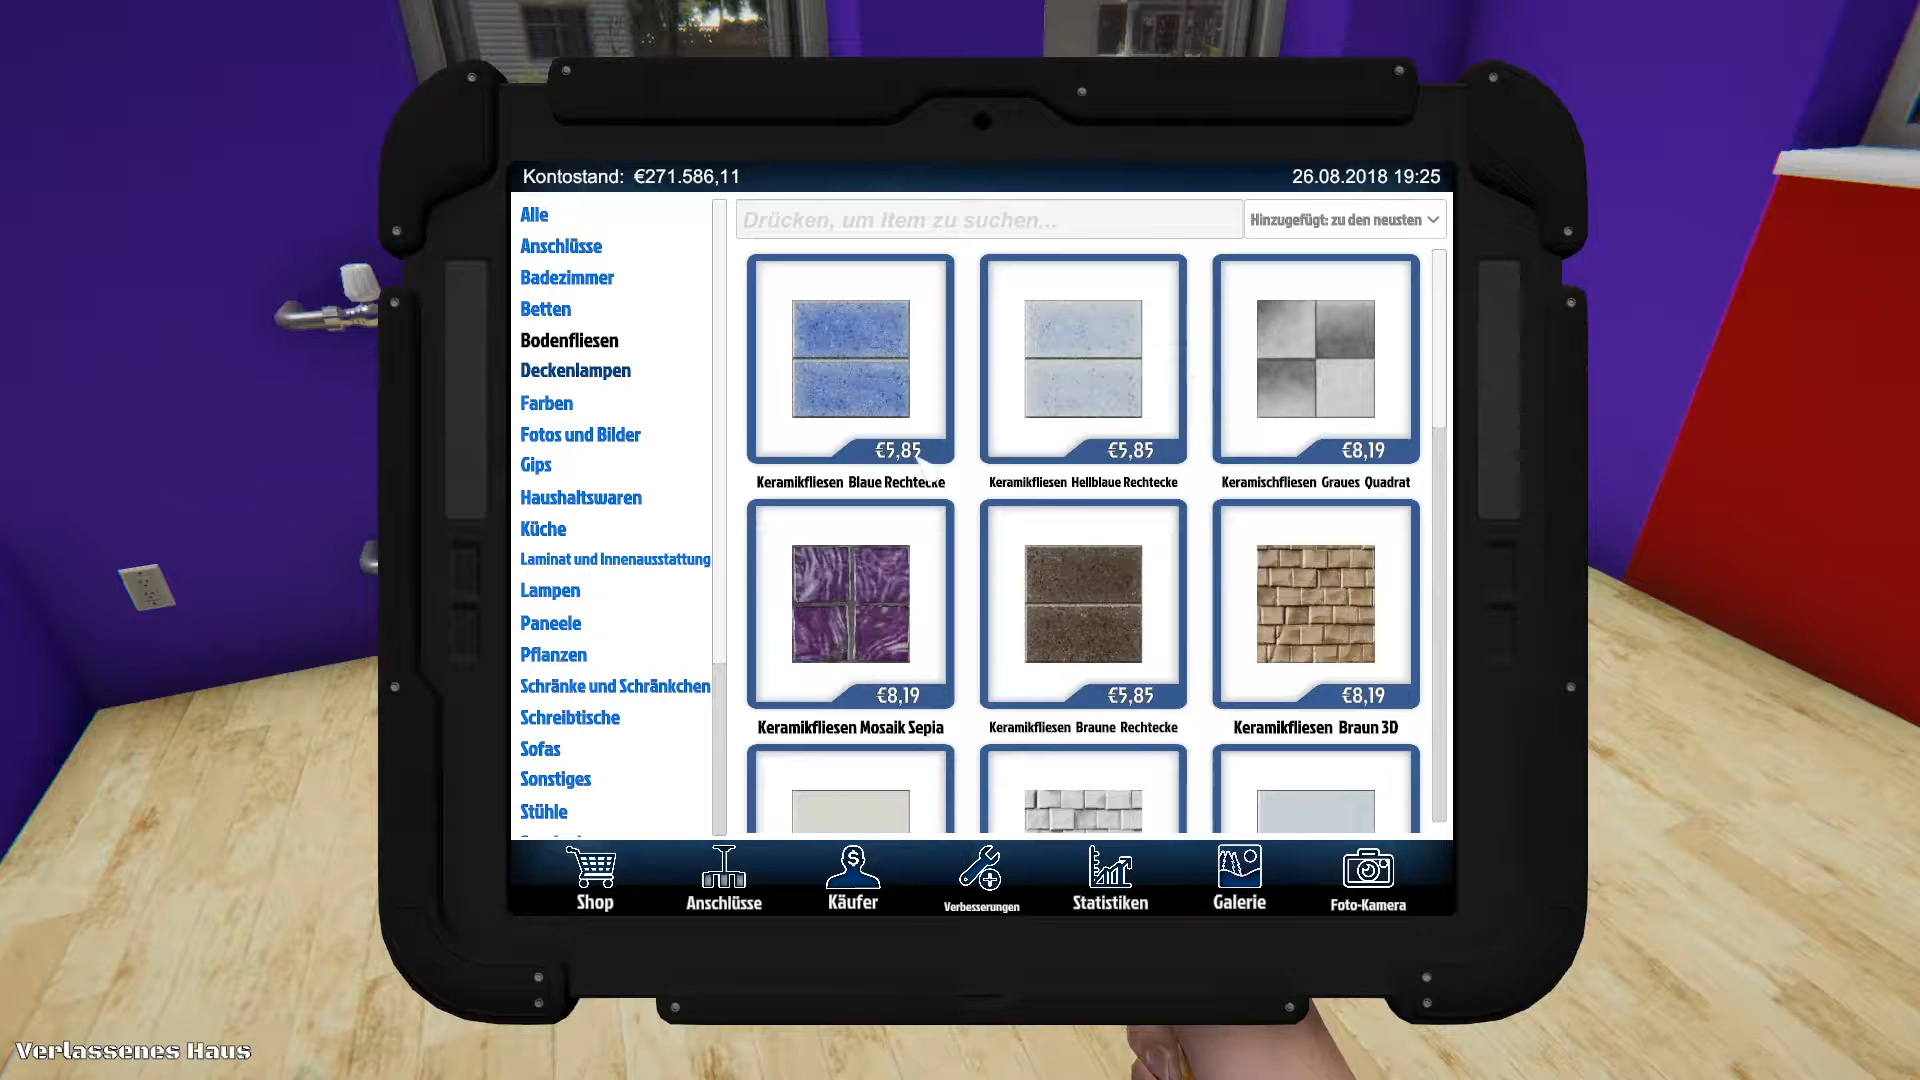 Kontostand: €271.586,11
26.08.2018 19:25
Alle
Anschlüsse
Badezimmer
Betten
Bodenfliesen
Deckenlampen
Farben
Fotos und Bilder
Gips
Haushaltswaren
Küche
Laminat und Innenausstattung
Lampen
Paneele
Pflanzen
Schränke und Schränkchen
Schreibtische
Sofas
Sonstiges
Stühle
Drücken, um Item zu suchen...
Hinzugefügt: zu den neusten
€5,85
€5,85
€8,19
Keramikfliesen Blaue Rechtecke
Keramikfliesen Hellblaue Rechtecke
Keramischfliesen Graues Quadrat
€8,19
€5,85
€8,19
Keramikfliesen Mosaik Sepia
Keramikfliesen Braune Rechtecke
Keramikfliesen Braun 3D
Shop
Anschlüsse
Käufer
Verbesserungen
Statistiken
Galerie
Foto-Kamera
Verlassenes Haus